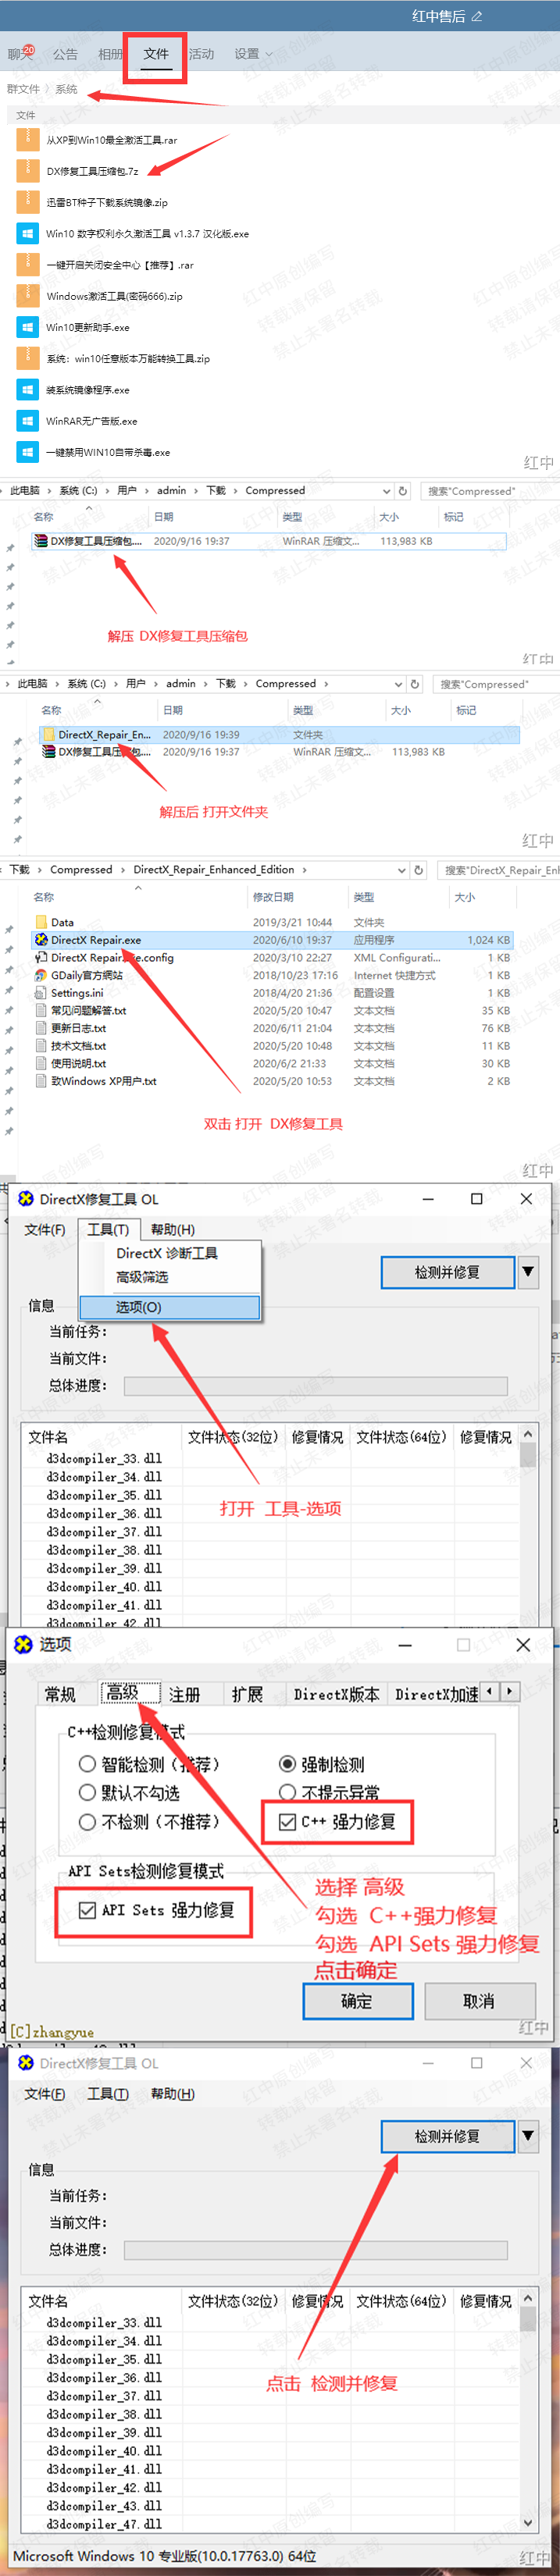 红中售后
聊天 20 公告 相册 文件 活动 设置
群文件 〉系统
文件
从XP到Win10最全激活工具.rar
DX修复工具压缩包.7z
迅雷BT种子下载系统镜像.zip
Win10 数字权利永久激活工具 v1.3.7 汉化版.exe
一键开启关闭安全中心【推荐】.rar
Windows激活工具(密码666).zip
Win10更新助手.exe
系统：win10任意版本万能转换工具.zip
装系统镜像程序.exe
WinRAR无广告版.exe
一键禁用WIN10自带杀毒.exe
红中
此电脑 › 系统 (C:) › 用户 › admin › 下载 › Compressed 搜索"Compressed"
名称 日期 类型 大小 标记
DX修复工具压缩包.... 2020/9/16 19:37 WinRAR 压缩文... 113,983 KB
解压 DX修复工具压缩包
红中
此电脑 › 系统 (C:) › 用户 › admin › 下载 › Compressed › 搜索"Compressed"
名称 日期 类型 大小 标记
DirectX_Repair_En... 2020/9/16 19:39 文件夹
DX修复工具压缩包.... 2020/9/16 19:37 WinRAR 压缩文... 113,983 KB
解压后 打开文件夹
红中
下载 › Compressed › DirectX_Repair_Enhanced_Edition › 搜索"DirectX_Repair_Enh
名称 修改日期 类型 大小
Data 2019/3/21 10:44 文件夹
DirectX Repair.exe 2020/6/10 19:37 应用程序 1,024 KB
DirectX Repair.exe.config 2020/3/10 22:27 XML Configurati... 1 KB
GDaily官方網站 2018/10/23 17:16 Internet 快捷方式 1 KB
Settings.ini 2018/4/20 21:36 配置设置 1 KB
常见问题解答.txt 2020/5/20 10:47 文本文档 35 KB
更新日志.txt 2020/6/11 21:04 文本文档 76 KB
技术文档.txt 2020/5/20 10:48 文本文档 11 KB
使用说明.txt 2020/6/2 21:33 文本文档 30 KB
致Windows XP用户.txt 2020/5/20 10:53 文本文档 2 KB
双击 打开 DX修复工具
红中
DirectX修复工具 OL
文件(F) 工具(T) 帮助(H)
DirectX 诊断工具
高级筛选
选项(O)
检测并修复
信息
当前任务：
当前文件：
总体进度：
文件名 文件状态(32位) 修复情况 文件状态(64位) 修复情况
d3dcompiler_33.dll
d3dcompiler_34.dll
d3dcompiler_35.dll
d3dcompiler_36.dll
d3dcompiler_37.dll
d3dcompiler_38.dll
d3dcompiler_39.dll
d3dcompiler_40.dll
d3dcompiler_41.dll
d3dcompiler_42.dll
打开 工具-选项
选项
常规 高级 注册 扩展 DirectX版本 DirectX加速
C++检测修复模式
智能检测（推荐） 强制检测
默认不勾选 不提示异常
不检测（不推荐） C++ 强力修复
API Sets检测修复模式
API Sets 强力修复
选择 高级
勾选 C++强力修复
勾选 API Sets 强力修复
点击确定
确定 取消
[C]zhangyue
红中
DirectX修复工具 OL
文件(F) 工具(T) 帮助(H)
检测并修复
信息
当前任务：
当前文件：
总体进度：
文件名 文件状态(32位) 修复情况 文件状态(64位) 修复情况
d3dcompiler_33.dll
d3dcompiler_34.dll
d3dcompiler_35.dll
d3dcompiler_36.dll
d3dcompiler_37.dll
d3dcompiler_38.dll
d3dcompiler_39.dll
d3dcompiler_40.dll
d3dcompiler_41.dll
d3dcompiler_42.dll
d3dcompiler_43.dll
d3dcompiler_47.dll
点击 检测并修复
Microsoft Windows 10 专业版(10.0.17763.0) 64位
红中
红中原创编写
转载请保留
禁止未署名转载